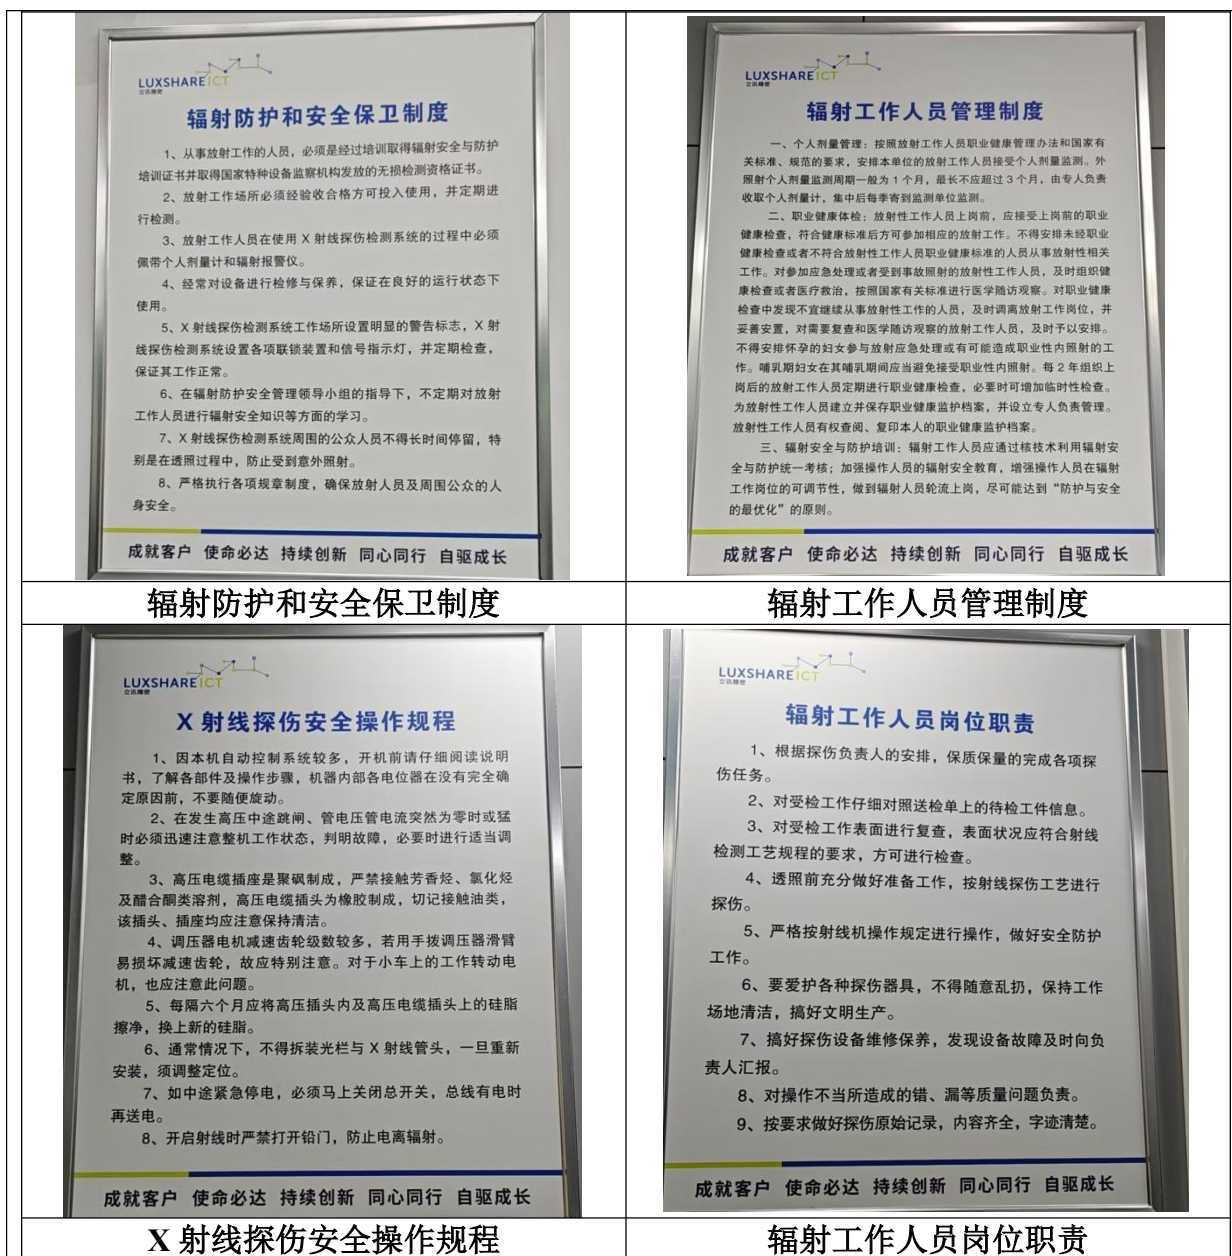 LUXSHARE ICT
立讯精密
辐射防护和安全保卫制度
1、从事放射工作的人员，必须是经过培训取得辐射安全与防护
培训证书并取得国家特种设备监察机构发放的无损检测资格证书。
2、放射工作场所必须经验收合格方可投入使用，并定期进
行检测。
3、放射工作人员在使用 X 射线探伤检测系统的过程中必须
佩带个人剂量计和辐射报警仪。
4、经常对设备进行检修与保养，保证在良好的运行状态下
使用。
5、X 射线探伤检测系统工作场所设置明显的警告标志，X 射
线探伤检测系统设置各项联锁装置和信号指示灯，并定期检查，
保证其工作正常。
6、在辐射防护安全管理领导小组的指导下，不定期对放射
工作人员进行辐射安全知识等方面的学习。
7、X 射线探伤检测系统周围的公众人员不得长时间停留，特
别是在透照过程中，防止受到意外照射。
8、严格执行各项规章制度，确保放射人员及周围公众的人
身安全。
成就客户 使命必达 持续创新 同心同行 自驱成长
辐射防护和安全保卫制度
LUXSHARE ICT
立讯精密
辐射工作人员管理制度
一、个人剂量管理：按照放射工作人员职业健康管理办法和国家有
关标准、规范的要求，安排本单位的放射工作人员接受个人剂量监测。外
照射个人剂量监测周期一般为 1 个月，最长不应超过 3 个月，由专人负责
收取个人剂量计，集中后每季寄到监测单位监测。
二、职业健康体检：放射性工作人员上岗前，应接受上岗前的职业
健康检查，符合健康标准后方可参加相应的放射工作。不得安排未经职业
健康检查或者不符合放射性工作人员职业健康标准的人员从事放射性相关
工作。对参加应急处理或者受到事故照射的放射性工作人员，及时组织健
康检查或者医疗救治，按照国家有关标准进行医学随访观察。对职业健康
检查中发现不宜继续从事放射性工作的人员，及时调离放射工作岗位，并
妥善安置，对需要复查和医学随访观察的放射工作人员，及时予以安排。
不得安排怀孕的妇女参与放射应急处理或有可能造成职业性内照射的工
作。哺乳期妇女在其哺乳期间应当避免接受职业性内照射。每 2 年组织上
岗后的放射工作人员定期进行职业健康检查，必要时可增加临时性检查。
为放射性工作人员建立并保存职业健康监护档案，并设立专人负责管理。
放射性工作人员有权查阅、复印本人的职业健康监护档案。
三、辐射安全与防护培训：辐射工作人员应通过核技术利用辐射安
全与防护统一考核；加强操作人员的辐射安全教育，增强操作人员在辐射
工作岗位的可调节性，做到辐射人员轮流上岗，尽可能达到“防护与安全
的最优化”的原则。
成就客户 使命必达 持续创新 同心同行 自驱成长
辐射工作人员管理制度
LUXSHARE ICT
立讯精密
X 射线探伤安全操作规程
1、因本机自动控制系统较多，开机前请仔细阅读说明
书，了解各部件及操作步骤，机器内部各电位器在没有完全确
定原因前，不要随便旋动。
2、在发生高压中途跳闸、管电压管电流突然为零时或猛
时必须迅速注意整机工作状态，判明故障，必要时进行适当调
整。
3、高压电缆插座是聚砜制成，严禁接触芳香烃、氯化烃
及醋合酮类溶剂，高压电缆插头为橡胶制成，切记接触油类，
该插头、插座均应注意保持清洁。
4、调压器电机减速齿轮级数较多，若用手拨调压器滑臂
易损坏减速齿轮，故应特别注意。对于小车上的工作转动电
机，也应注意此问题。
5、每隔六个月应将高压插头内及高压电缆插头上的硅脂
擦净，换上新的硅脂。
6、通常情况下，不得拆装光栏与 X 射线管头，一旦重新
安装，须调整定位。
7、如中途紧急停电，必须马上关闭总开关，总线有电时
再送电。
8、开启射线时严禁打开铅门，防止电离辐射。
成就客户 使命必达 持续创新 同心同行 自驱成长
X 射线探伤安全操作规程
LUXSHARE ICT
立讯精密
辐射工作人员岗位职责
1、根据探伤负责人的安排，保质保量的完成各项探
伤任务。
2、对受检工作仔细对照送检单上的待检工件信息。
3、对受检工作表面进行复查，表面状况应符合射线
检测工艺规程的要求，方可进行检查。
4、透照前充分做好准备工作，按射线探伤工艺进行
探伤。
5、严格按射线机操作规定进行操作，做好安全防护
工作。
6、要爱护各种探伤器具，不得随意乱扔，保持工作
场地清洁，搞好文明生产。
7、搞好探伤设备维修保养，发现设备故障及时向负
责人汇报。
8、对操作不当所造成的错、漏等质量问题负责。
9、按要求做好探伤原始记录，内容齐全，字迹清楚。
成就客户 使命必达 持续创新 同心同行 自驱成长
辐射工作人员岗位职责